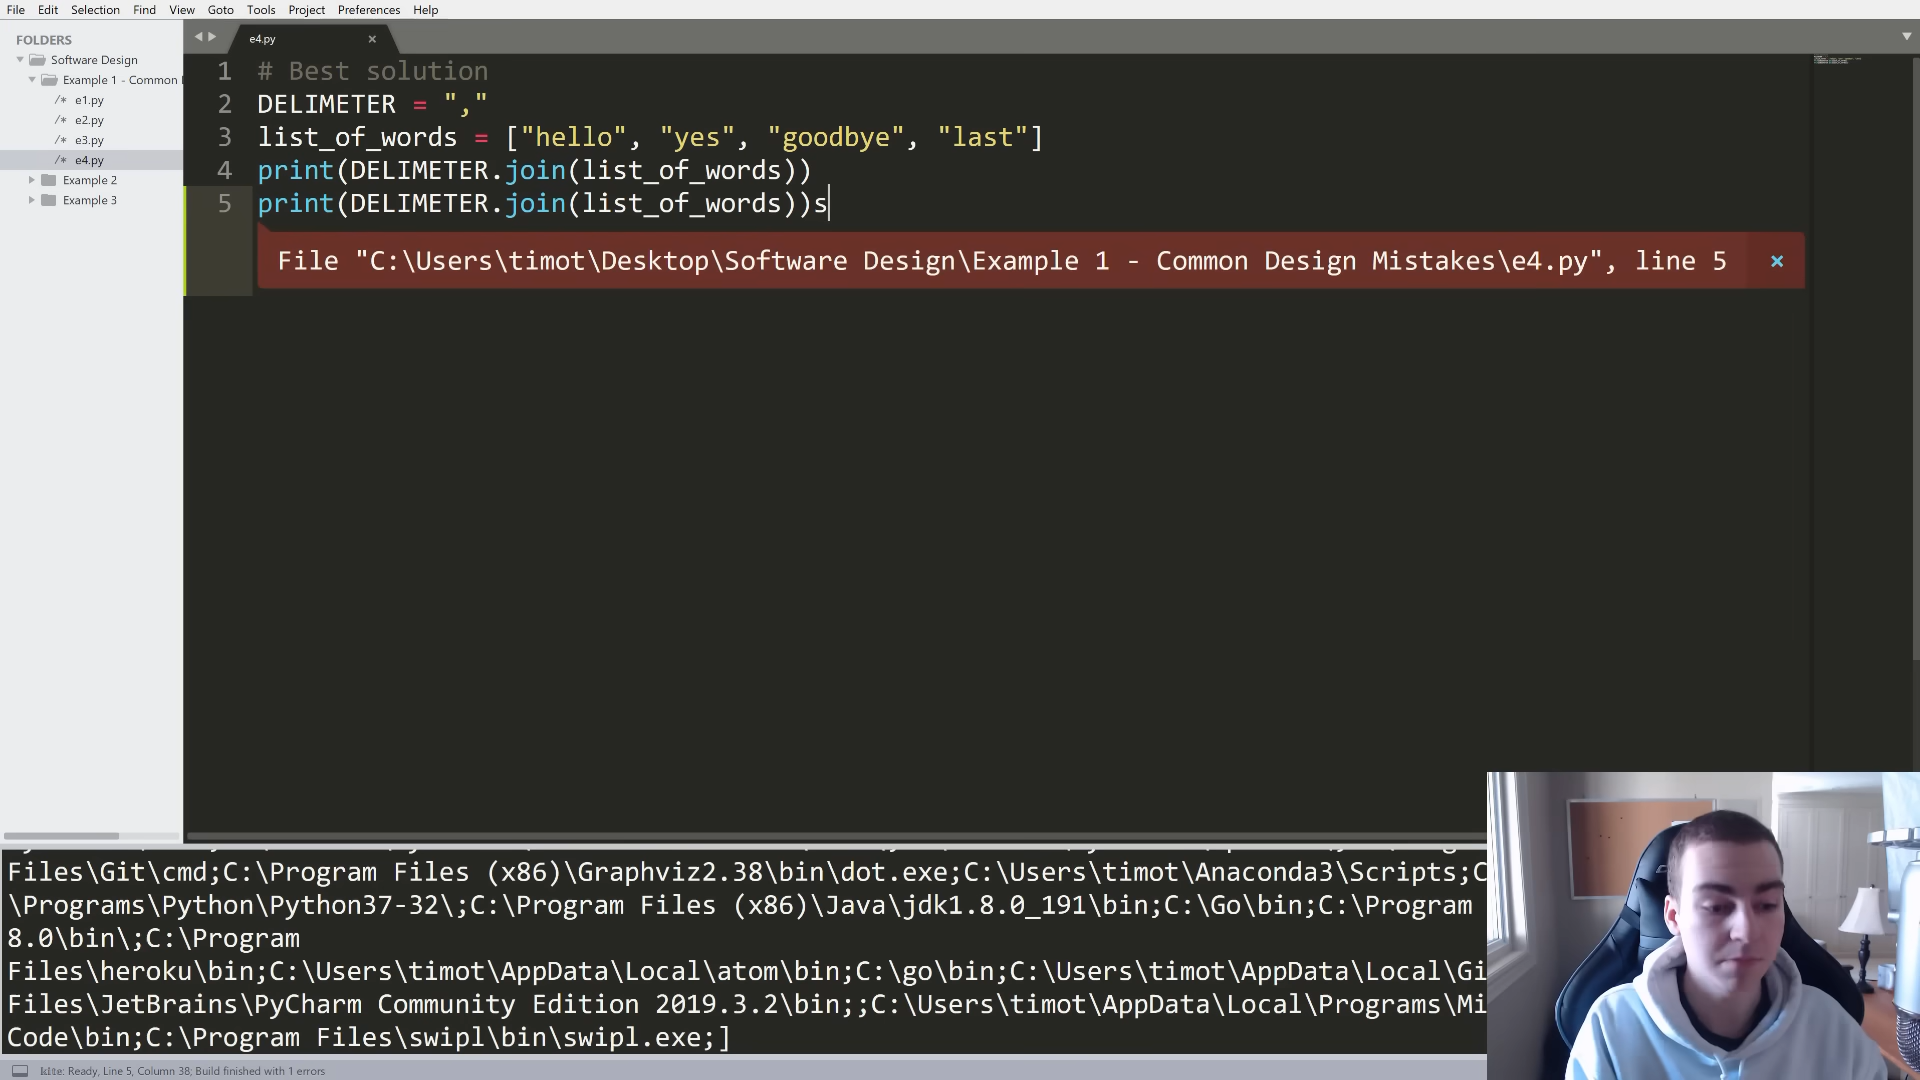 File Edit Selection Find View Goto Tools Project Preferences Help
FOLDERS
Software Design
Example 1 - Common
/* e1.py
/* e2.py
/* e3.py
/* e4.py
Example 2
Example 3
e4.py ×
1 # Best solution
2 DELIMETER = ","
3 list_of_words = ["hello", "yes", "goodbye", "last"]
4 print(DELIMETER.join(list_of_words))
5 print(DELIMETER.join(list_of_words))s
File "C:\Users\timot\Desktop\Software Design\Example 1 - Common Design Mistakes\e4.py", line 5 ×
Files\Git\cmd;C:\Program Files (x86)\Graphviz2.38\bin\dot.exe;C:\Users\timot\Anaconda3\Scripts;C
\Programs\Python\Python37-32\;C:\Program Files (x86)\Java\jdk1.8.0_191\bin;C:\Go\bin;C:\Program
8.0\bin\;C:\Program
Files\heroku\bin;C:\Users\timot\AppData\Local\atom\bin;C:\go\bin;C:\Users\timot\AppData\Local\Gi
Files\JetBrains\PyCharm Community Edition 2019.3.2\bin;;C:\Users\timot\AppData\Local\Programs\Mi
Code\bin;C:\Program Files\swipl\bin\swipl.exe;]
Ready, Line 5, Column 38; Build finished with 1 errors